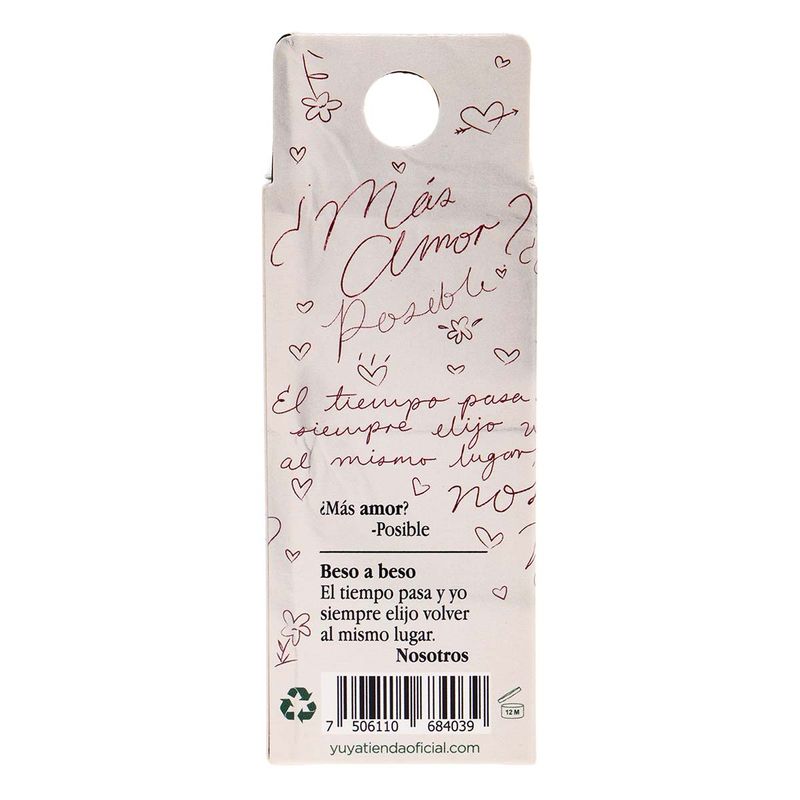 ¿Más
amor?
Posible
El tiempo pasa
siempre elijo
al mismo lugar
nos
¿Más amor?
-Posible
Beso a beso
El tiempo pasa y yo
siempre elijo volver
al mismo lugar.
Nosotros
7 506110 684039
12 M
yuyatiendaoficial.com